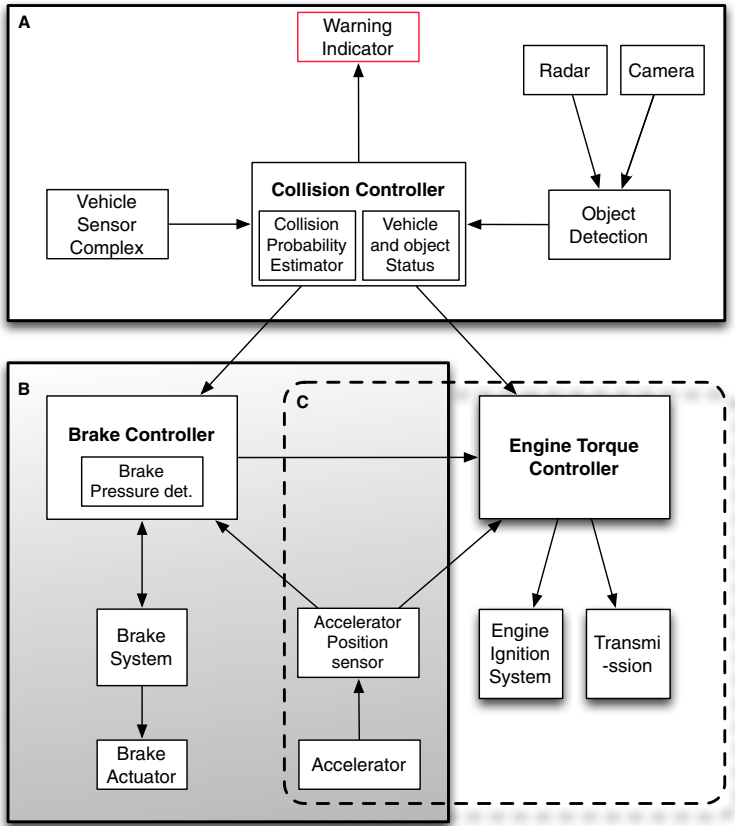 A
Warning
Indicator
Radar
Camera
Collision Controller
Vehicle
Sensor
Complex
Collision
Probability
Estimator
Vehicle
and object
Status
Object
Detection
B
C
Brake Controller
Brake
Pressure det.
Engine Torque
Controller
Brake
System
Accelerator
Position
sensor
Engine
Ignition
System
Transmi
-ssion
Brake
Actuator
Accelerator